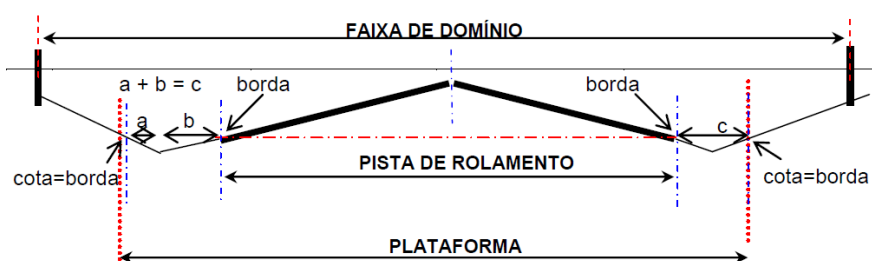 FAIXA DE DOMÍNIO
a + b = c
borda
borda
a
b
c
cota=borda
PISTA DE ROLAMENTO
cota=borda
PLATAFORMA